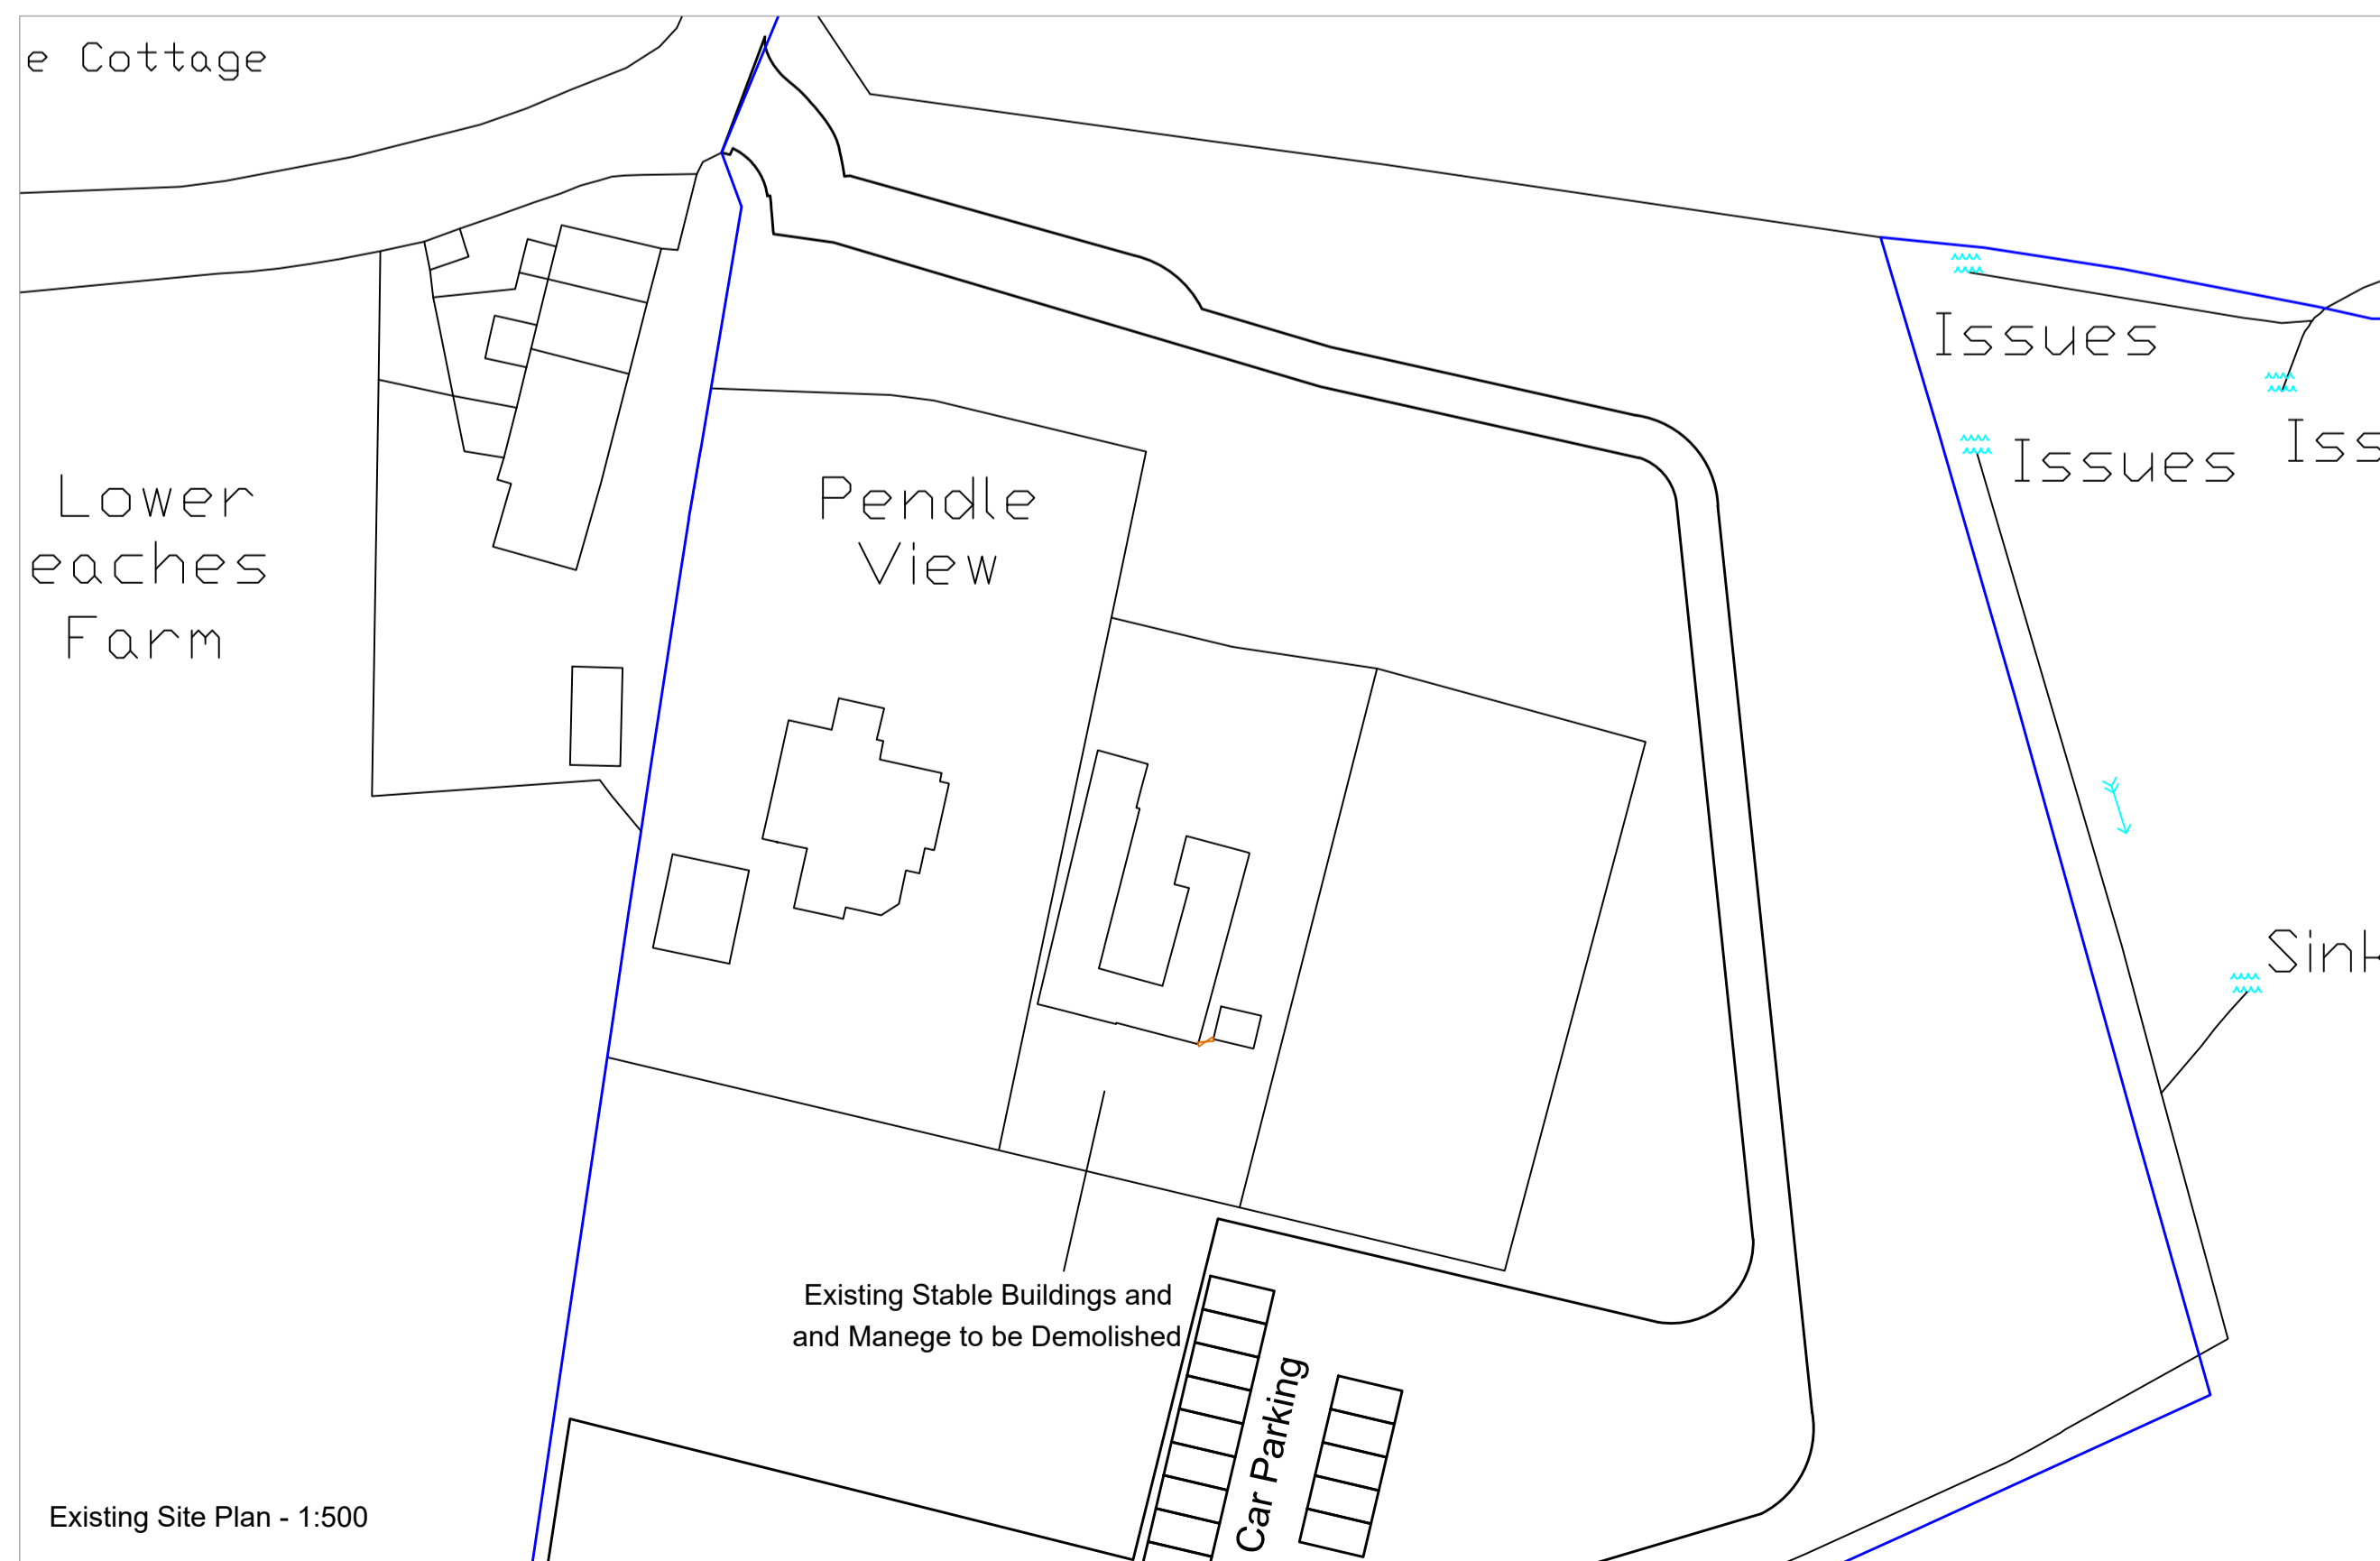 e Cottage
Issues
Issues
Iss
Lower
eaches
Farm
Pendle
View
Sink
Existing Stable Buildings and
and Manege to be Demolished
Car Parking
Existing Site Plan - 1:500